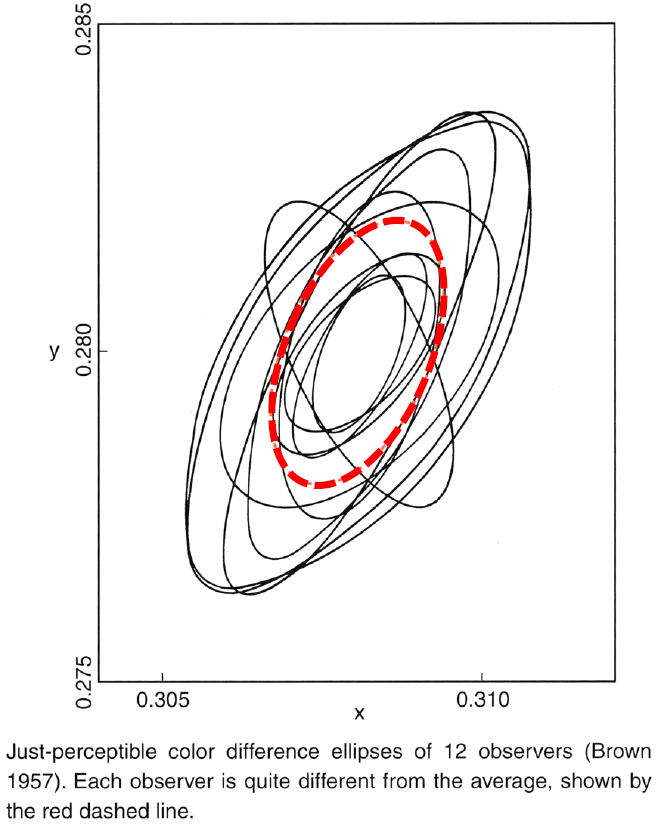 0.285
y
0.280
0.275
0.305
0.310
x
Just-perceptible color difference ellipses of 12 observers (Brown
1957). Each observer is quite different from the average, shown by
the red dashed line.